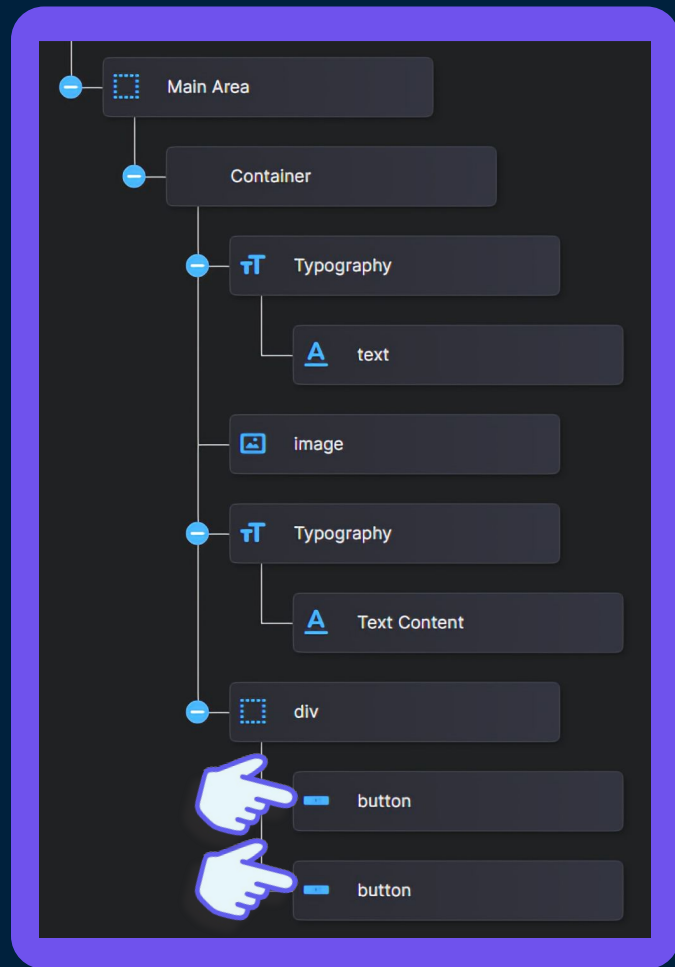 Main Area
Container
Typography
text
image
Typography
Text Content
div
button
button